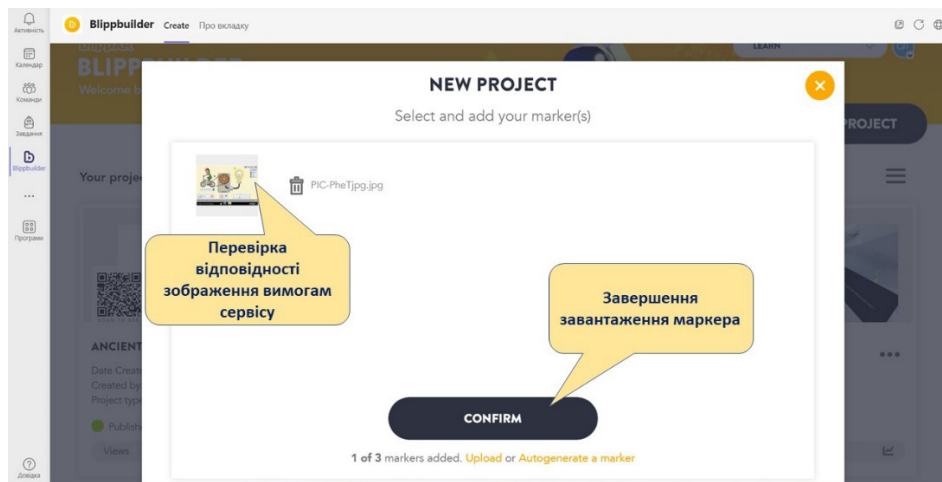 Активність
Blippbuilder Create Про вкладку
LEARN
BLIPPBUILDER
Welcome b
Календар
Команди
Завдання
Blippbuilder
Програми
Довідка
NEW PROJECT
Select and add your marker(s)
PROJECT
Your proje
PIC-PheTjpg.jpg
Перевірка
відповідності
зображення вимогам
сервісу
Завершення
завантаження маркера
ANCIENT
Date Create
Created by
Project type
Publish
Views
CONFIRM
1 of 3 markers added. Upload or Autogenerate a marker